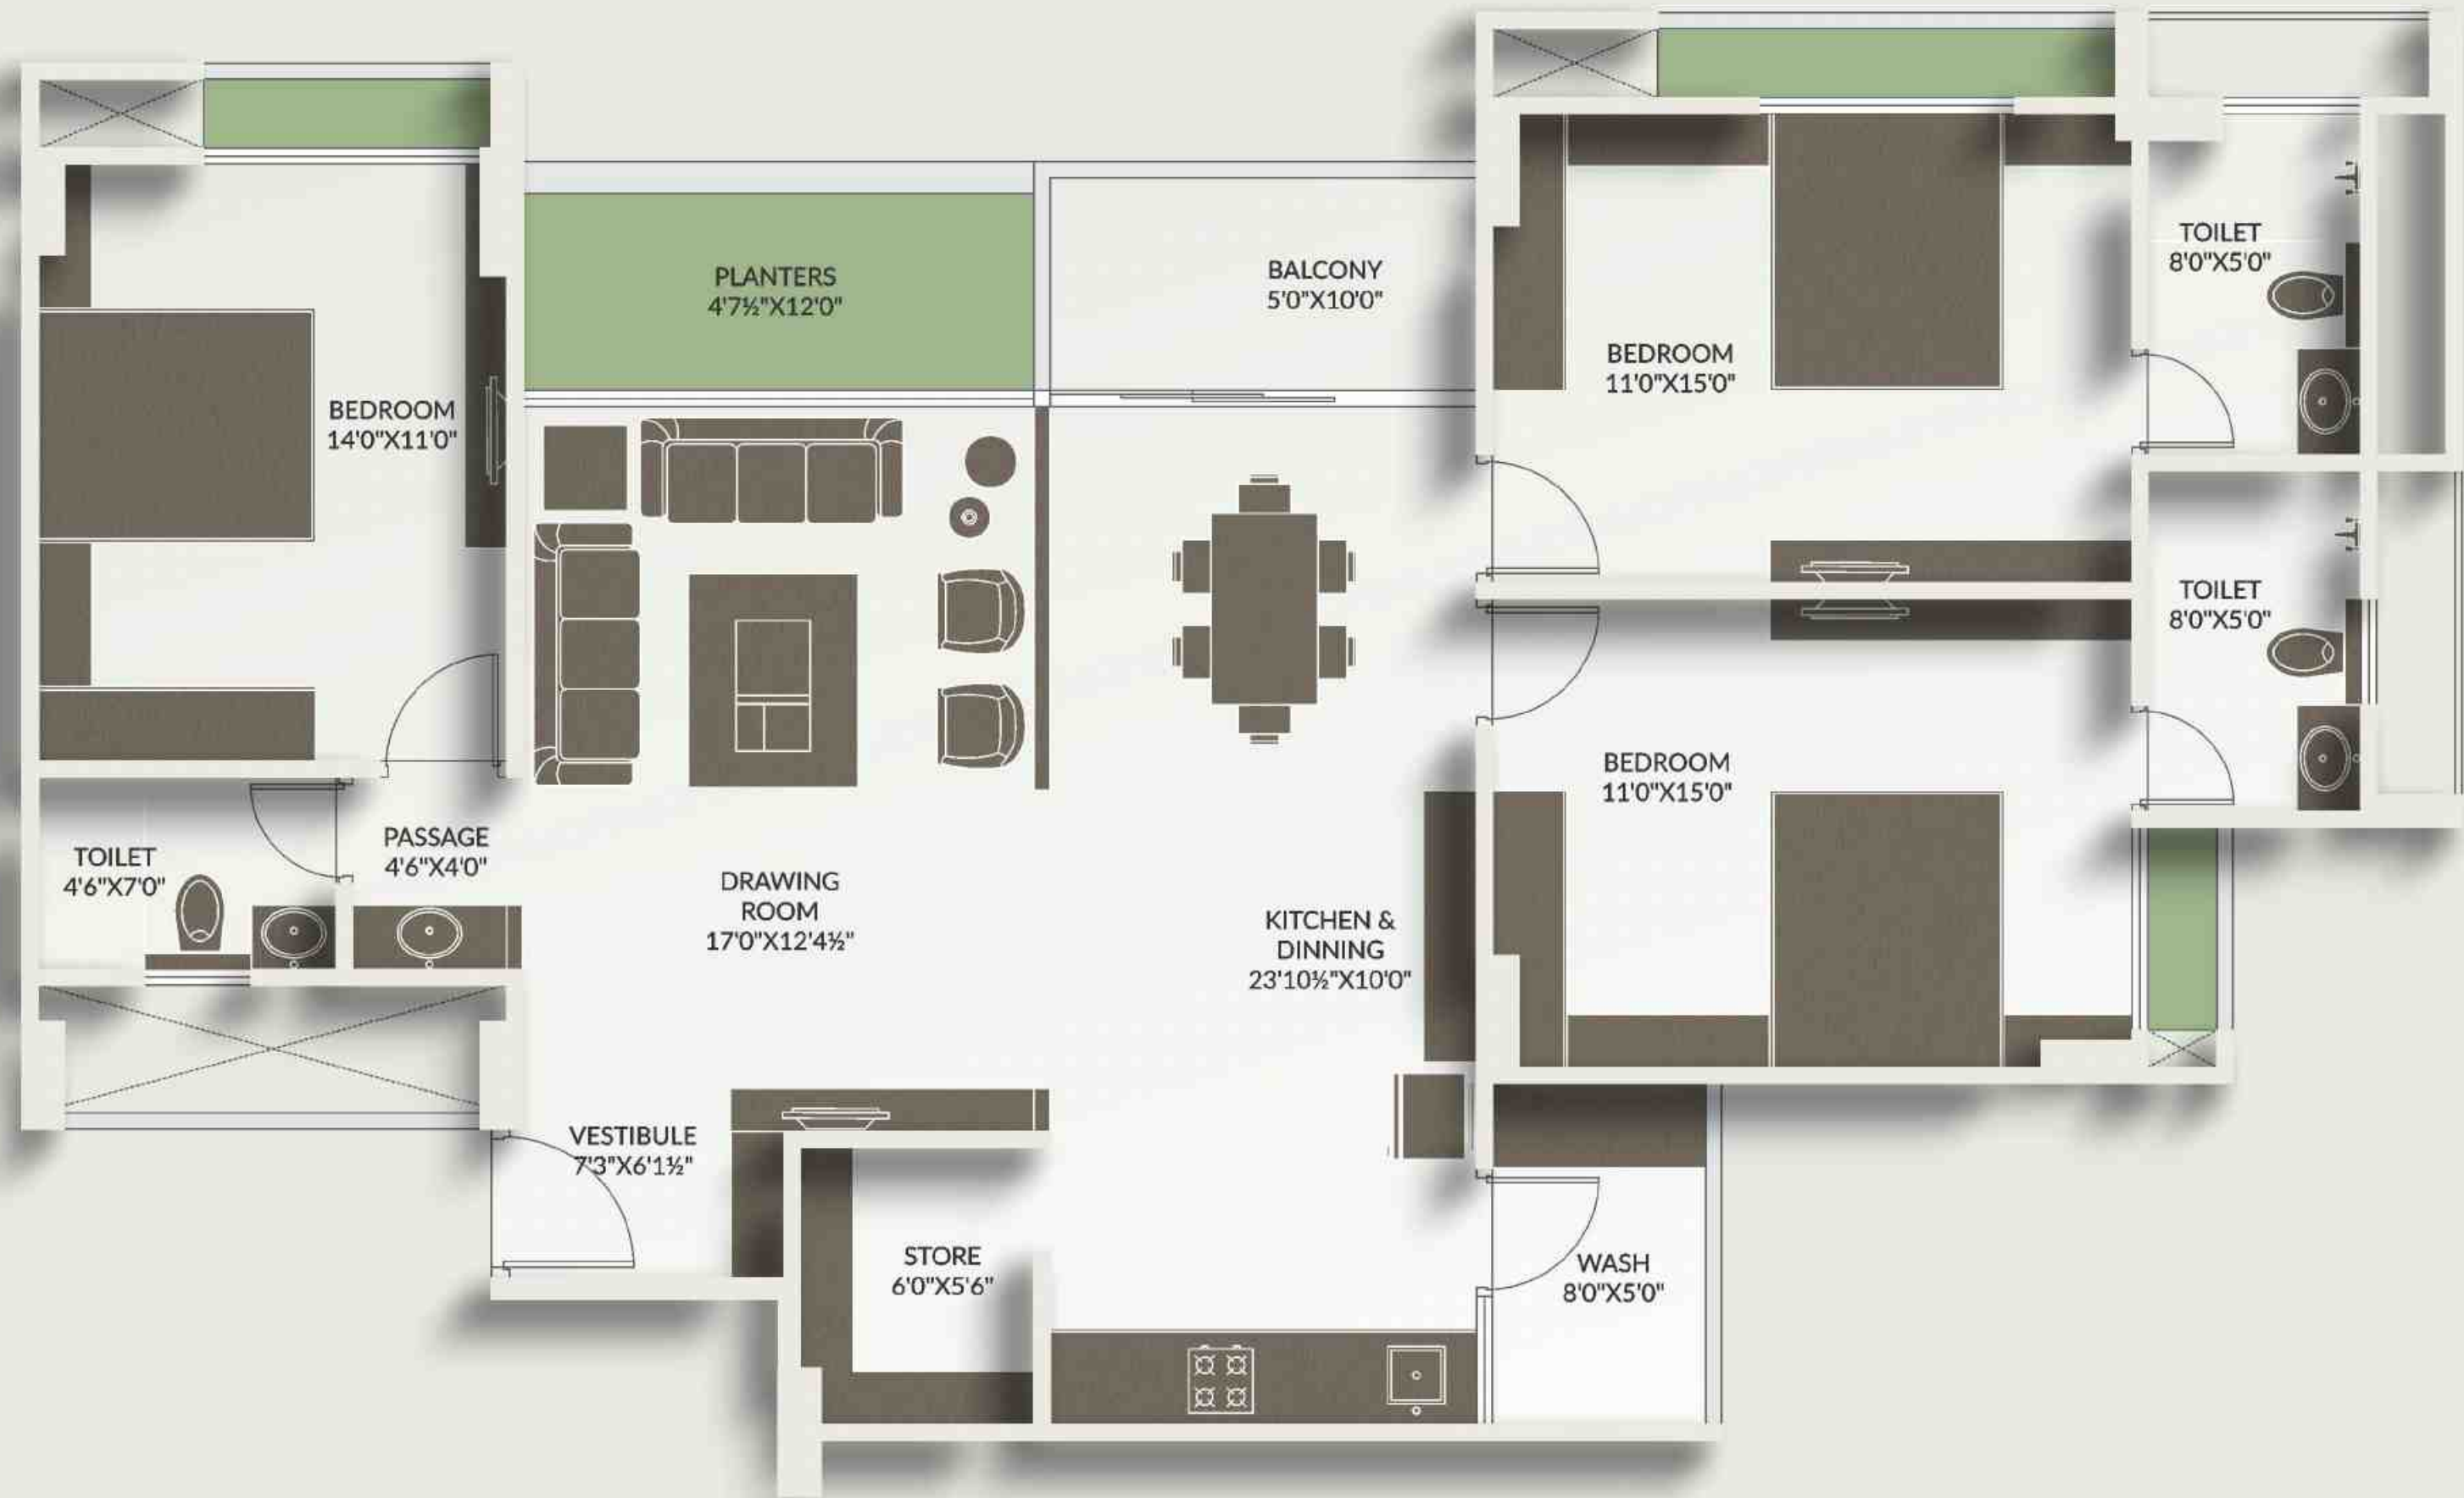 TOILET
8'0"X5'0"
PLANTERS
4'7½"X12'0"
BALCONY
5'0"X10'0"
BEDROOM
11'0"X15'0"
BEDROOM
14'0"X11'0"
TOILET
8'0"X5'0"
BEDROOM
11'0"X15'0"
PASSAGE
4'6"X4'0"
TOILET
4'6"X7'0"
DRAWING
ROOM
17'0"X12'4½"
KITCHEN &
DINNING
23'10½"X10'0"
VESTIBULE
7'3"X6'1½"
STORE
6'0"X5'6"
WASH
8'0"X5'0"